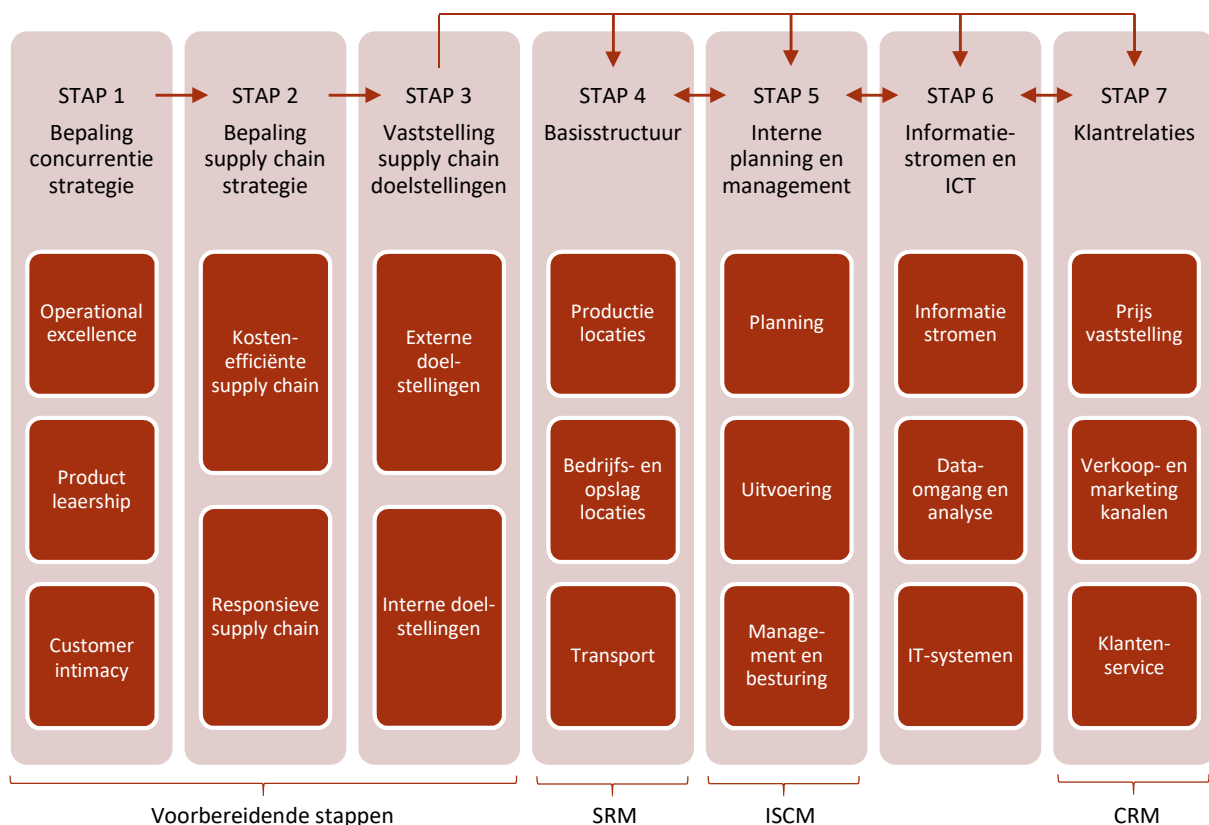 STAP 1
Bepaling
concurrentie
strategie
Operational
excellence
Product
leaership
Customer
intimacy
STAP 2
Bepaling
supply chain
strategie
Kosten-
efficiënte
supply chain
Responsieve
supply chain
STAP 3
Vaststelling
supply chain
doelstellingen
Externe
doel-
stellingen
Interne doel-
stellingen
STAP 4
Basisstructuur
Productie
locaties
Bedrijfs- en
opslag
locaties
Transport
STAP 5
Interne
planning en
management
Planning
Uitvoering
Manage-
ment en
besturing
STAP 6
Informatie-
stromen en
ICT
Informatie
stromen
Data-
omgang en
analyse
IT-systemen
STAP 7
Klantrelaties
Prijs
vaststelling
Verkoop- en
marketing
kanalen
Klanten-
service
Voorbereidende stappen
SRM
ISCM
CRM